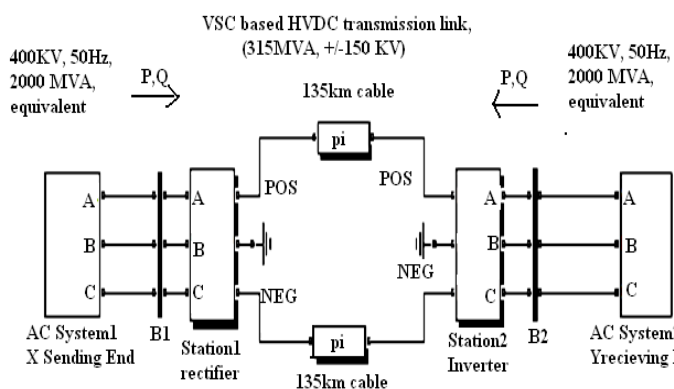 VSC based HVDC transmission link,
(315MVA, +/-150 KV)
400KV, 50Hz,
2000 MVA,
equivalent
P,Q
135km cable
pi
P,Q
400KV, 50Hz,
2000 MVA,
equivalent
POS
POS
A
A
A
A
B
B
B
B
C
C
C
C
NEG
NEG
AC System1
X Sending End
B1
Station1
rectifier
pi
135km cable
Station2
Inverter
B2
AC System
Yrecieving